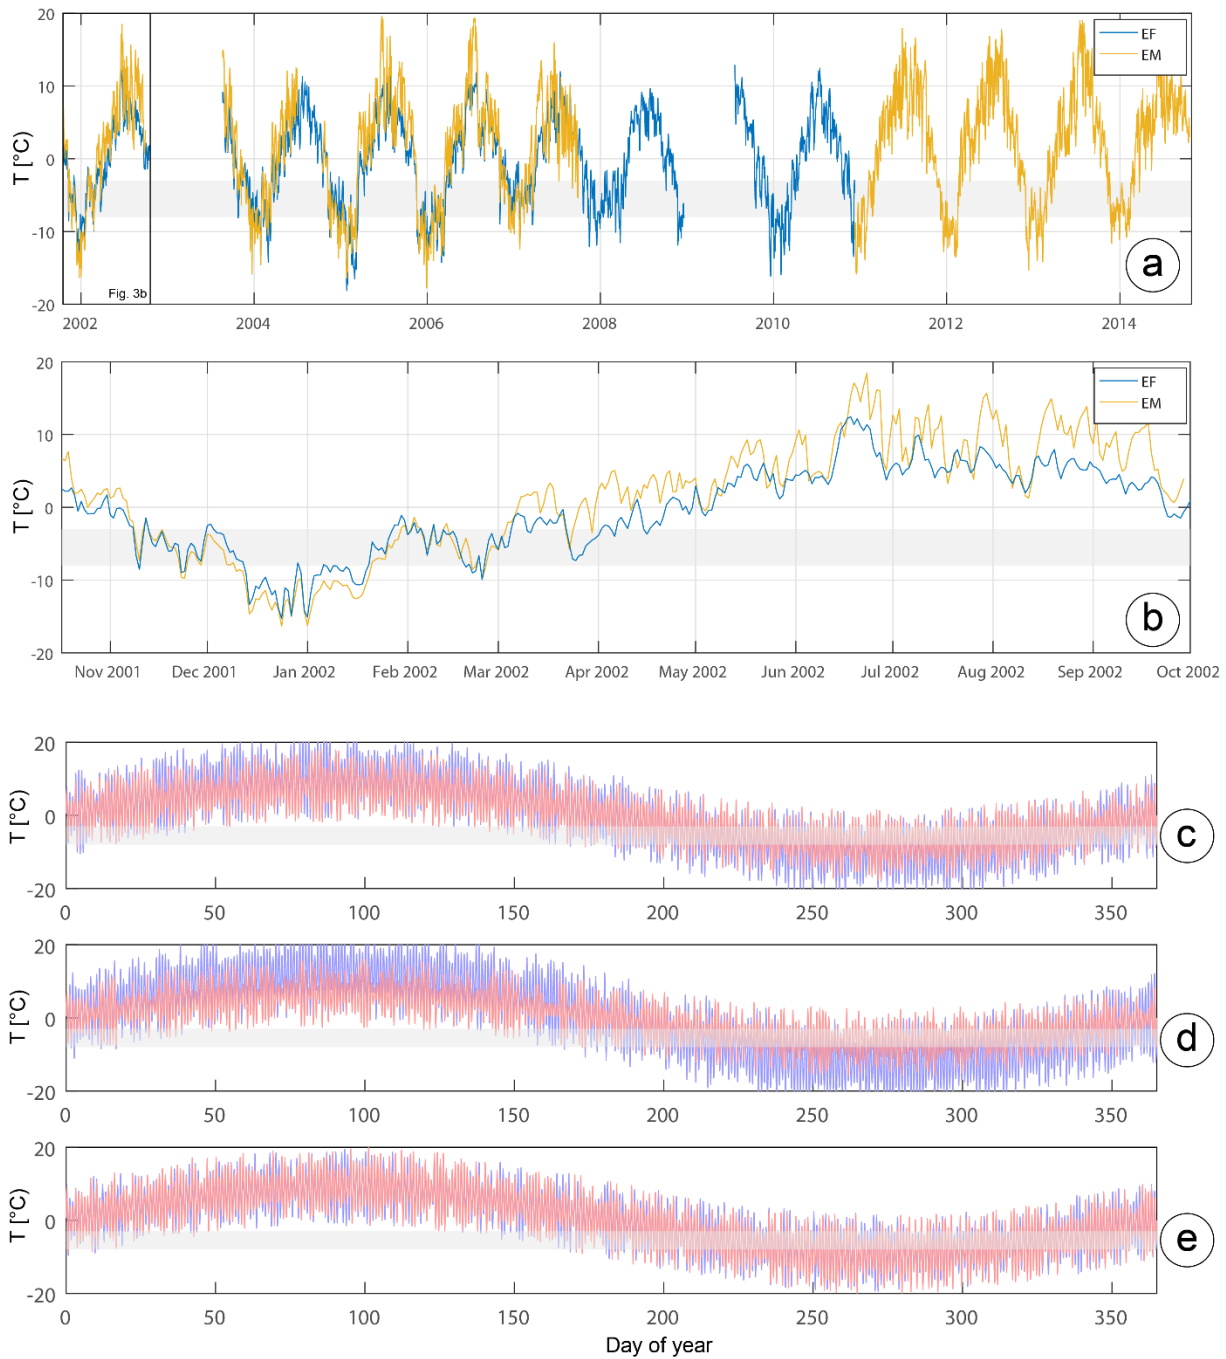 20
10
0
-10
-20
T [°C]
EF
EM
Fig. 3b
a
2002 2004 2006 2008 2010 2012 2014
20
10
0
-10
-20
T [°C]
EF
EM
b
Nov 2001 Dec 2001 Jan 2002 Feb 2002 Mar 2002 Apr 2002 May 2002 Jun 2002 Jul 2002 Aug 2002 Sep 2002 Oct 2002
20
0
-20
T [°C]
c
0 50 100 150 200 250 300 350
20
0
-20
T [°C]
d
0 50 100 150 200 250 300 350
20
0
-20
T [°C]
e
0 50 100 150 200 250 300 350
Day of year